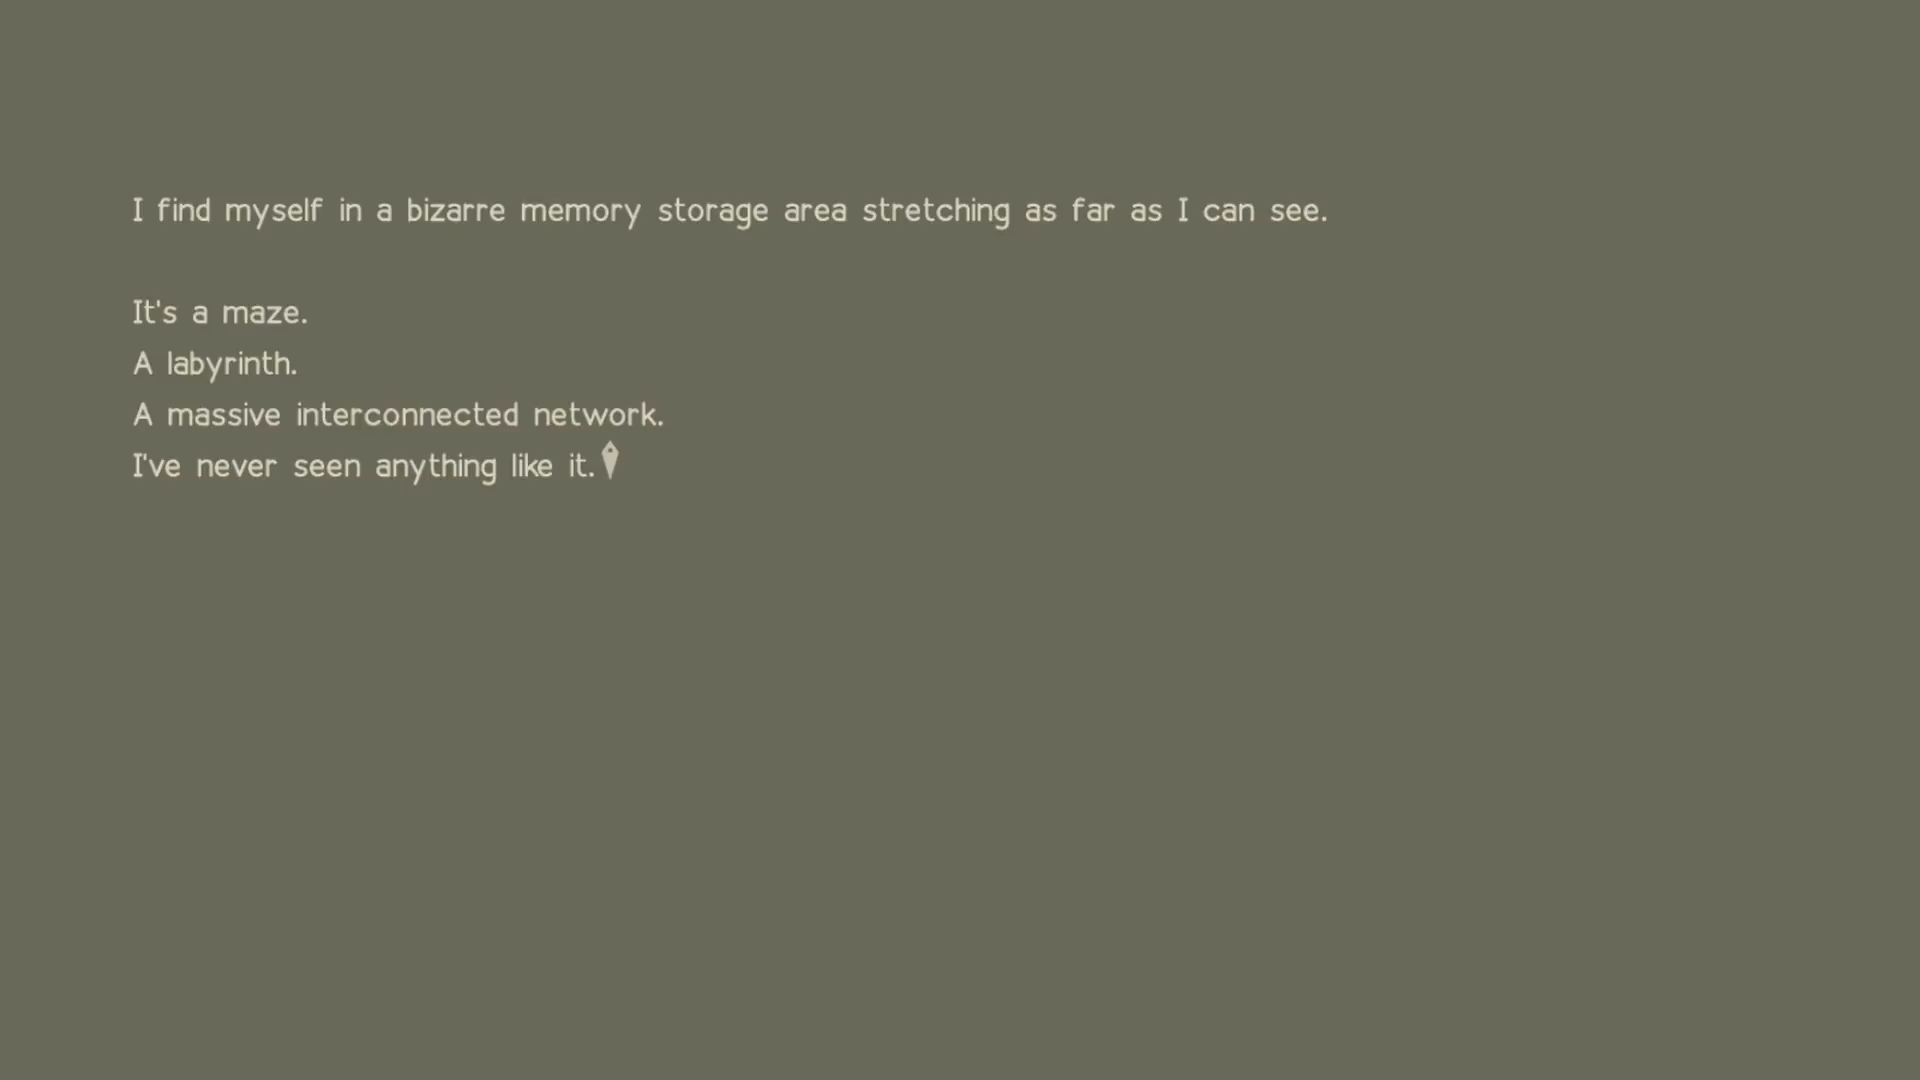 I find myself in a bizarre memory storage area stretching as far as I can see.
It's a maze.
A labyrinth.
A massive interconnected network.
I've never seen anything like it.